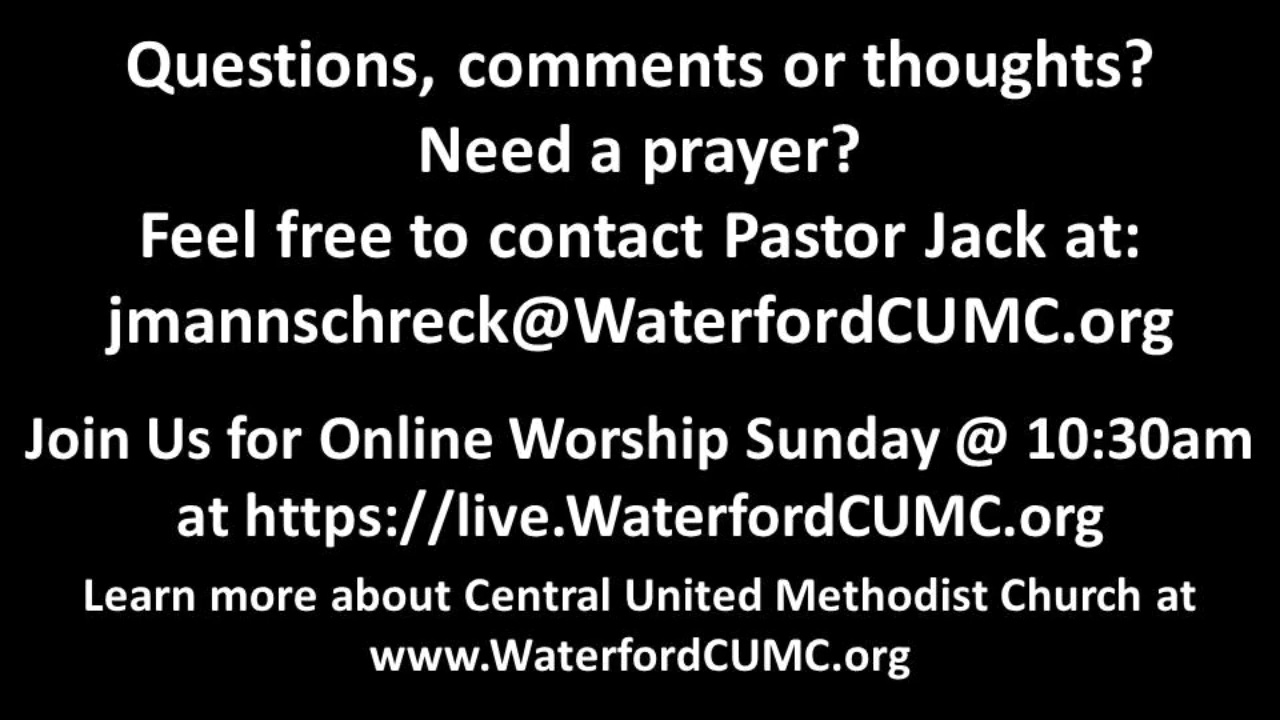 Questions, comments or thoughts?
Need a prayer?
Feel free to contact Pastor Jack at:
jmannschreck@WaterfordCUMC.org
Join Us for Online Worship Sunday @ 10:30am
at https://live.WaterfordCUMC.org
Learn more about Central United Methodist Church at
www.WaterfordCUMC.org